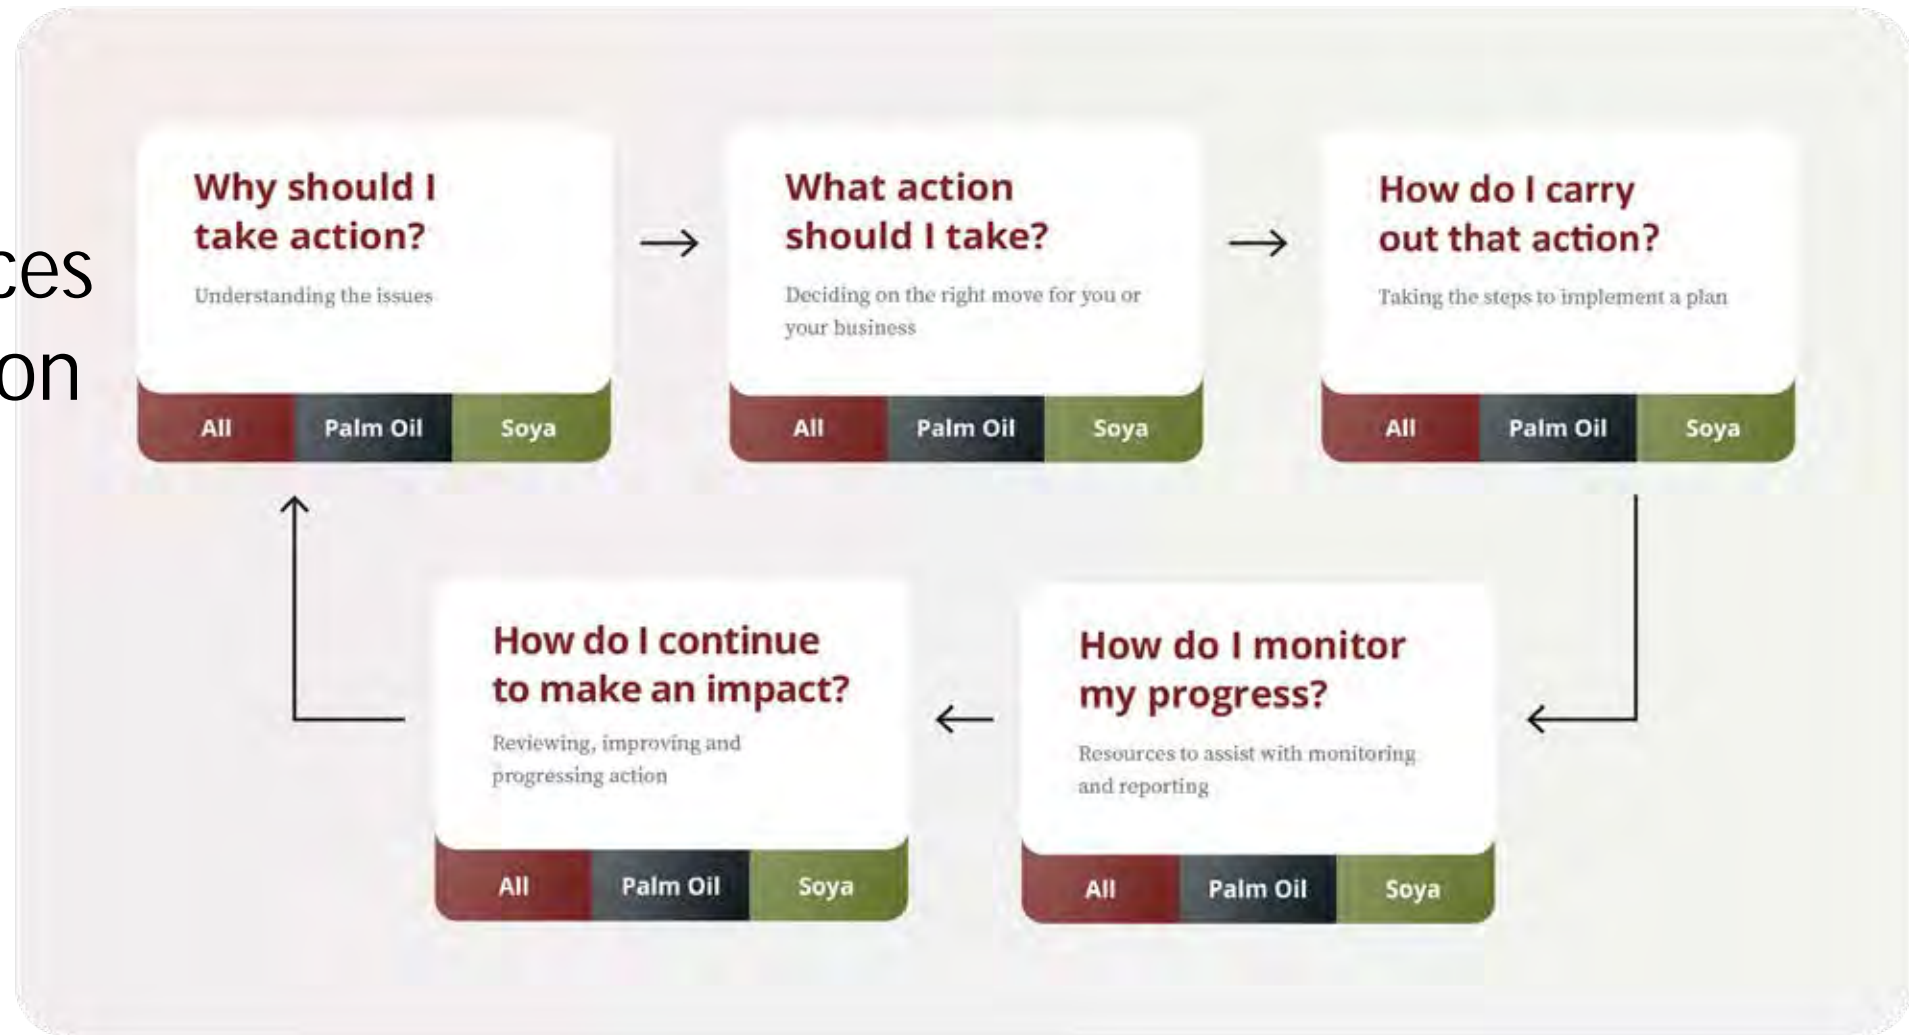 ces
on
Why should I
take action?
Understanding the issues
All Palm Oil Soya
What action
should I take?
Deciding on the right move for you or
your business
All Palm Oil Soya
How do I carry
out that action?
Taking the steps to implement a plan
All Palm Oil Soya
How do I continue
to make an impact?
Reviewing, improving and
progressing action
All Palm Oil Soya
How do I monitor
my progress?
Resources to assist with monitoring
and reporting
All Palm Oil Soya